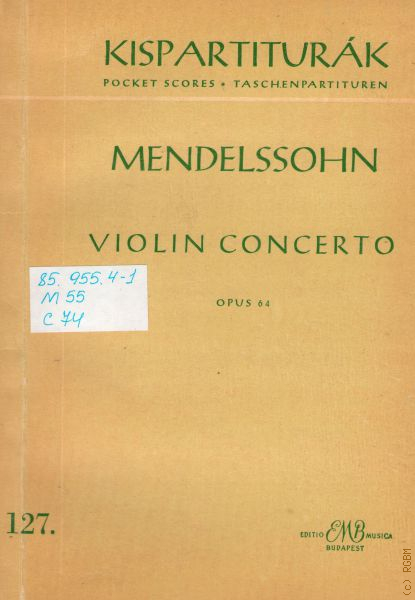 KISPARTITURÁK
POCKET SCORES • TASCHENPARTITUREN
MENDELSSOHN
VIOLIN CONCERTO
85. 955.4-1
М 55
С 74
OPUS 64
127.
EDITIO EMB MUSICA
BUDAPEST
(c) RGBM